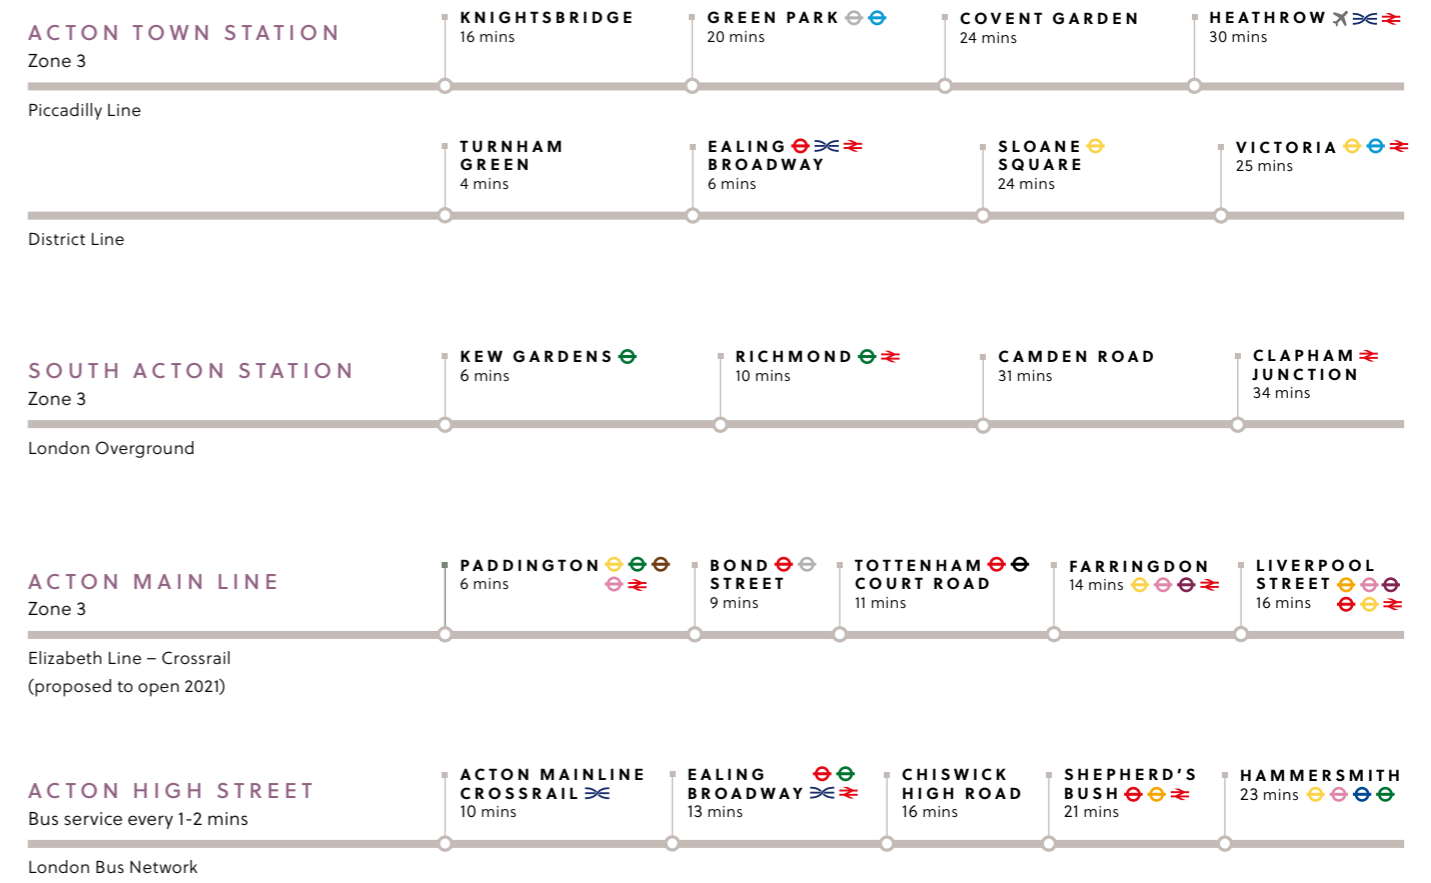 ACTON TOWN STATION
Zone 3
KNIGHTSBRIDGE
16 mins
GREEN PARK
20 mins
COVENT GARDEN
24 mins
HEATHROW
30 mins
Piccadilly Line
TURNHAM
GREEN
4 mins
EALING
BROADWAY
6 mins
SLOANE
SQUARE
24 mins
VICTORIA
25 mins
District Line
SOUTH ACTON STATION
Zone 3
KEW GARDENS
6 mins
RICHMOND
10 mins
CAMDEN ROAD
31 mins
CLAPHAM
JUNCTION
34 mins
London Overground
ACTON MAIN LINE
Zone 3
PADDINGTON
6 mins
BOND
STREET
9 mins
TOTTENHAM
COURT ROAD
11 mins
FARRINGDON
14 mins
LIVERPOOL
STREET
16 mins
Elizabeth Line – Crossrail
(proposed to open 2021)
ACTON HIGH STREET
Bus service every 1-2 mins
ACTON MAINLINE
CROSSRAIL
10 mins
EALING
BROADWAY
13 mins
CHISWICK
HIGH ROAD
16 mins
SHEPHERD'S
BUSH
21 mins
HAMMERSMITH
23 mins
London Bus Network